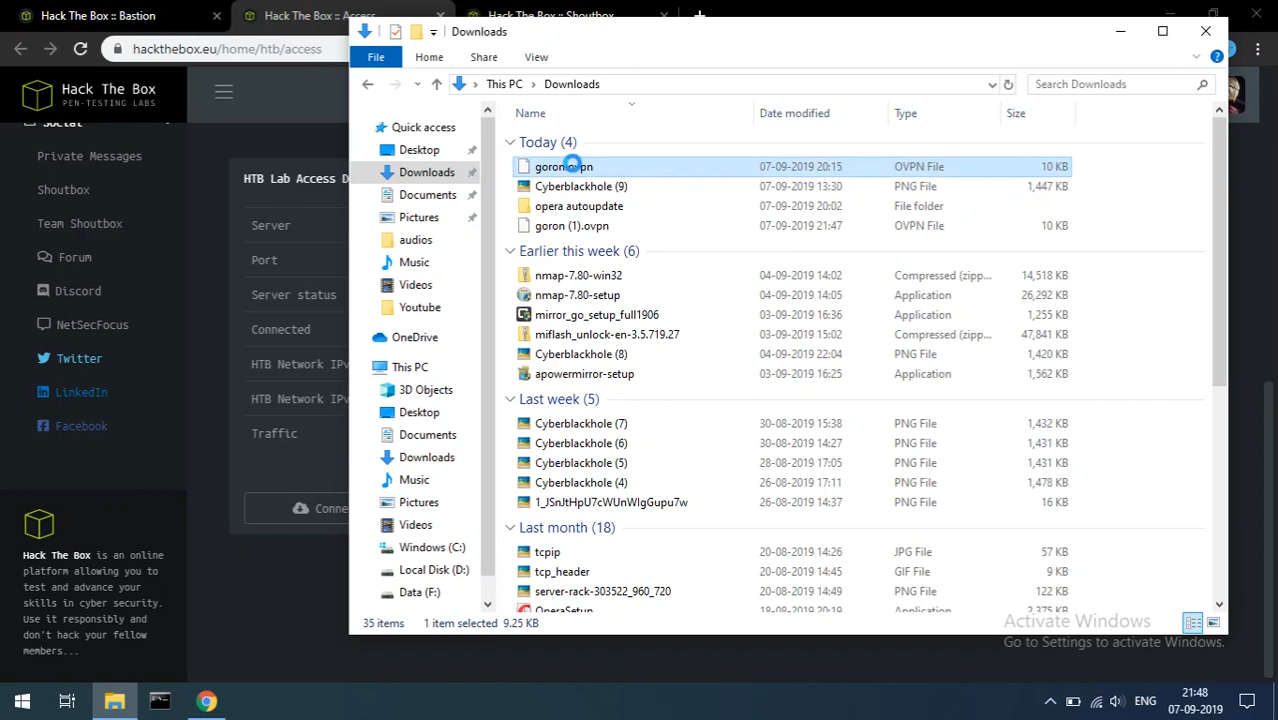 Hack The Box :: Bastion
Hack The Box :: Access
Hack The Box :: Shoutbox
hackthebox.eu/home/htb/access
Hack The Box
PEN-TESTING LABS
Social
Private Messages
Shoutbox
Team Shoutbox
Forum
Discord
NetSecFocus
Twitter
LinkedIn
Facebook
Hack The Box is an online
platform allowing you to
test and advance your
skills in cyber security.
Use it responsibly and
don't hack your fellow
members...
HTB Lab Access D
Server
Port
Server status
Connected
HTB Network IPv
HTB Network IPv
Traffic
Conne
Downloads
File Home Share View
This PC Downloads
Search Downloads
Quick access
Desktop
Downloads
Documents
Pictures
audios
Music
Videos
Youtube
OneDrive
This PC
3D Objects
Desktop
Documents
Downloads
Music
Pictures
Videos
Windows (C:)
Local Disk (D:)
Data (F:)
Name Date modified Type Size
Today (4)
07-09-2019 20:15 OVPN File 10 KB
Cyberblackhole (9) 07-09-2019 13:30 PNG File 1,447 KB
opera autoupdate 07-09-2019 20:02 File folder
goron (1).ovpn 07-09-2019 21:47 OVPN File 10 KB
Earlier this week (6)
nmap-7.80-win32 04-09-2019 14:02 Compressed (zipp... 14,518 KB
nmap-7.80-setup 04-09-2019 14:05 Application 26,292 KB
mirror_go_setup_full1906 03-09-2019 16:36 Application 1,255 KB
miflash_unlock-en-3.5.719.27 03-09-2019 15:02 Compressed (zipp... 47,841 KB
Cyberblackhole (8) 04-09-2019 22:04 PNG File 1,420 KB
apowermirror-setup 03-09-2019 16:25 Application 1,562 KB
Last week (5)
Cyberblackhole (7) 30-08-2019 15:38 PNG File 1,432 KB
Cyberblackhole (6) 30-08-2019 14:27 PNG File 1,431 KB
Cyberblackhole (5) 28-08-2019 17:05 PNG File 1,431 KB
Cyberblackhole (4) 26-08-2019 17:11 PNG File 1,478 KB
26-08-2019 14:37 PNG File 16 KB
Last month (18)
tcpip 20-08-2019 14:26 JPG File 57 KB
tcp_header 20-08-2019 14:45 GIF File 9 KB
server-rack-303522_960_720 20-08-2019 14:49 PNG File 122 KB
OperaSetup 18-08-2019 20:19 Application 2,375 KB
35 items 1 item selected 9.25 KB
Activate Windows
Go to Settings to activate Windows.
ENG
21:48
07-09-2019